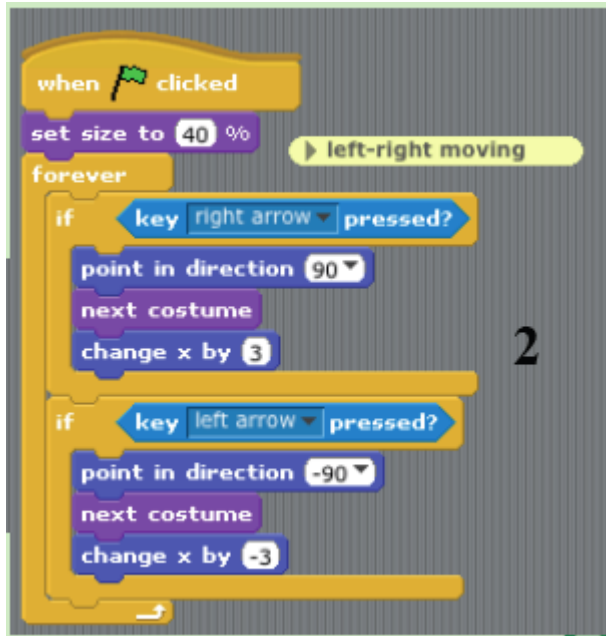 when clicked
set size to 40 %
left-right moving
forever
if key right arrow pressed?
point in direction 90
next costume
change x by 3
2
if key left arrow pressed?
point in direction -90
next costume
change x by -3